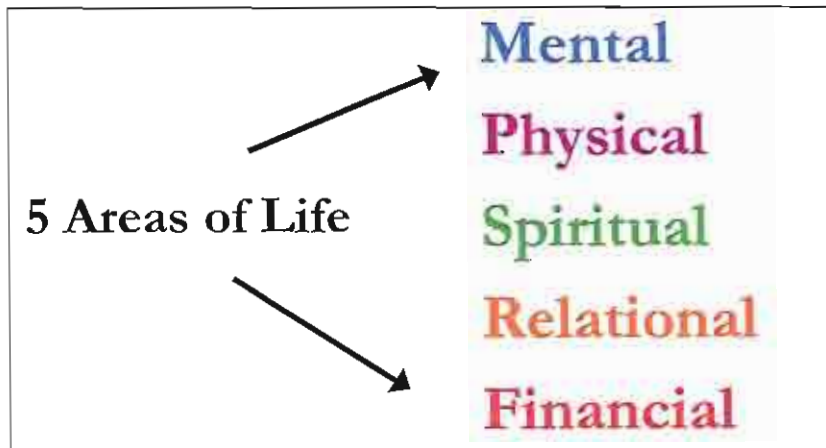 Mental
Physical
5 Areas of Life
Spiritual
Relational
Financial